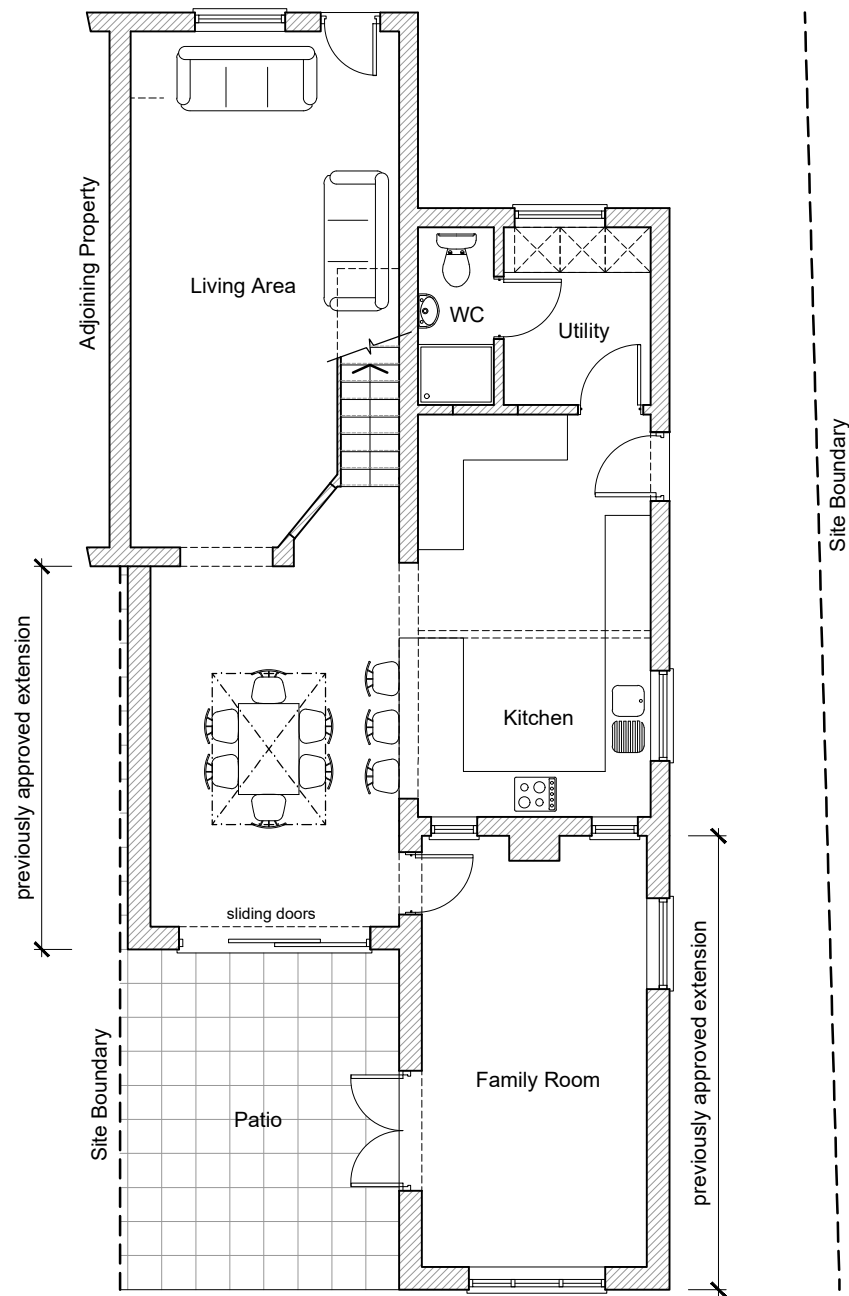 Adjoining Property
Living Area
WC
Utility
Site Boundary
previously approved extension
Kitchen
sliding doors
previously approved extension
Family Room
Site Boundary
Patio